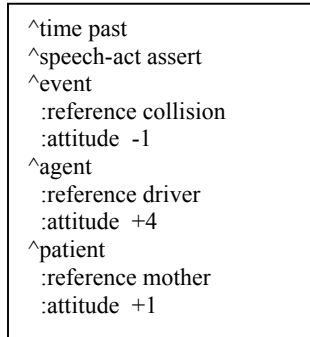 ^time past
^speech-act assert
^event
:reference collision
:attitude -1
^agent
:reference driver
:attitude +4
^patient
:reference mother
:attitude +1